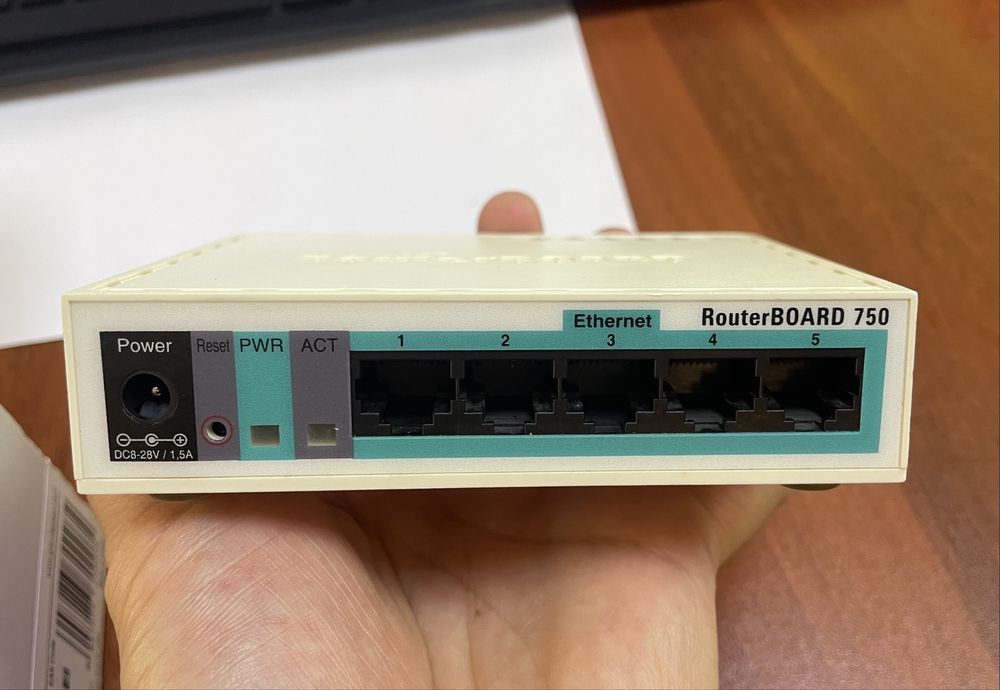 RouterBOARD 750
Ethernet
Power
Reset
PWR
ACT
1 2 3 4 5
DC8-28V / 1,5A